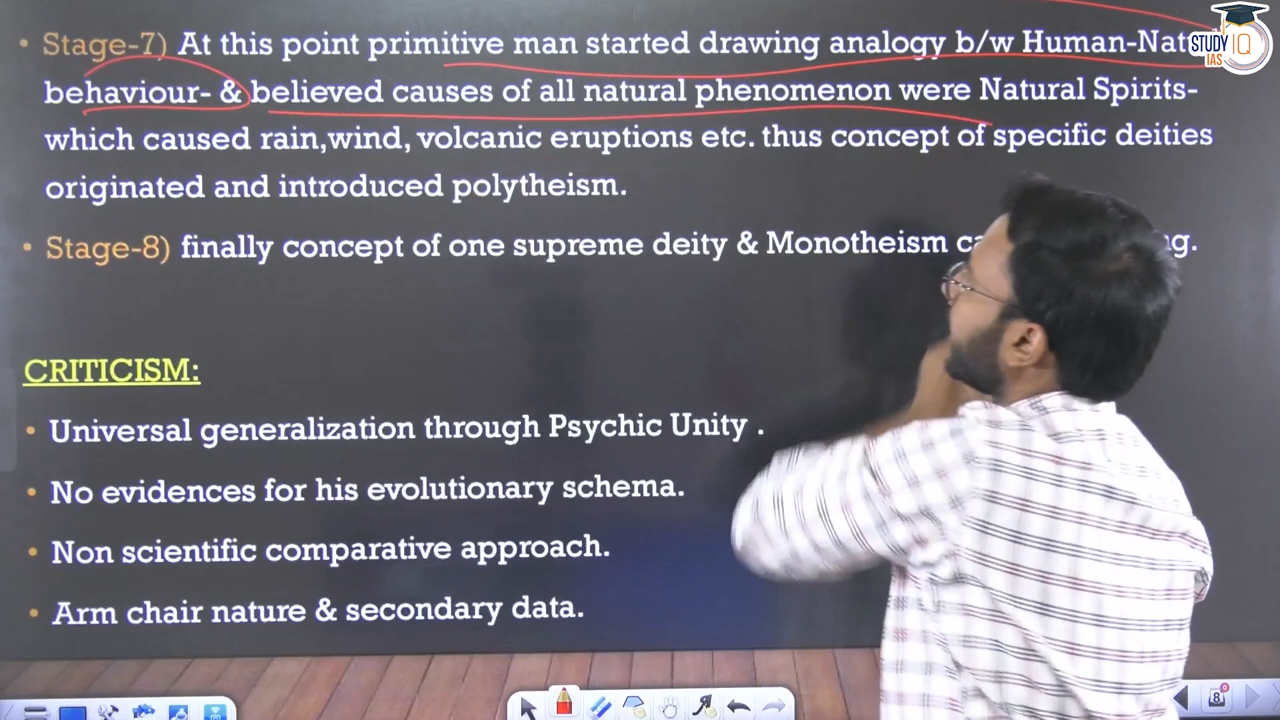 • Stage-7) At this point primitive man started drawing analogy b/w Human-Natu
behaviour- & believed causes of all natural phenomenon were Natural Spirits-
which caused rain,wind, volcanic eruptions etc. thus concept of specific deities
originated and introduced polytheism.
• Stage-8) finally concept of one supreme deity & Monotheism
CRITICISM:
• Universal generalization through Psychic Unity .
• No evidences for his evolutionary schema.
• Non scientific comparative approach.
• Arm chair nature & secondary data.
STUDY IQ
IAS
8